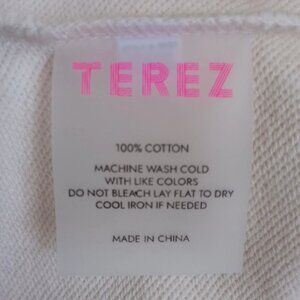 TEREZ
100% COTTON
MACHINE WASH COLD
WITH LIKE COLORS
DO NOT BLEACH LAY FLAT TO DRY
COOL IRON IF NEEDED
MADE IN CHINA